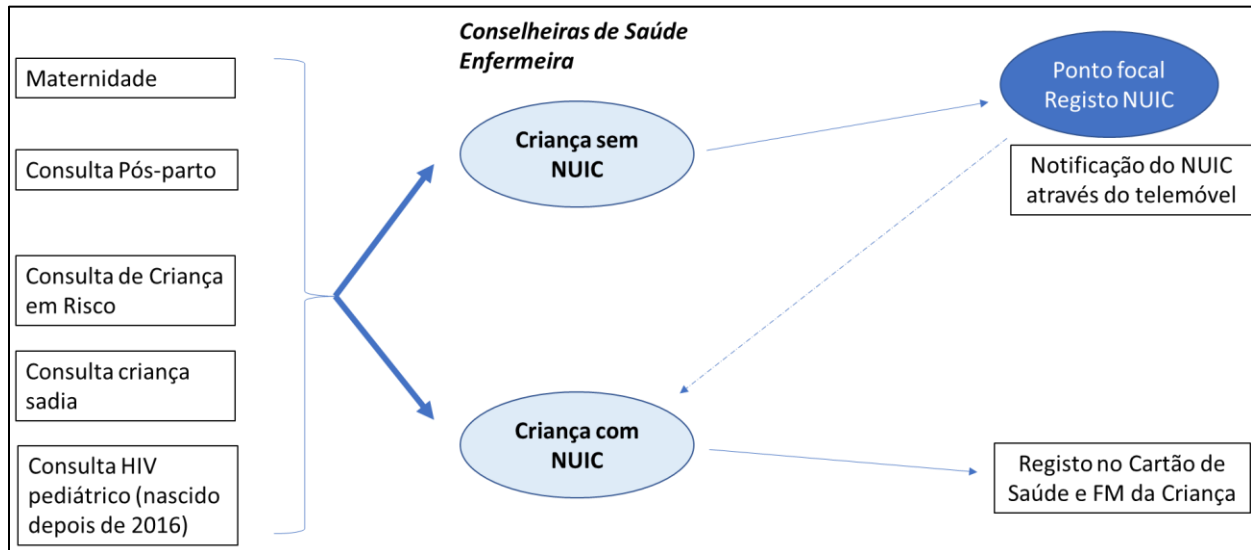 Maternidade
Consulta Pós-parto
Consulta de Criança
em Risco
Consulta criança
sadia
Consulta HIV
pediátrico (nascido
depois de 2016)
Conselheiras de Saúde
Enfermeira
Criança sem
NUIC
Criança com
NUIC
Ponto focal
Registo NUIC
Notificação do NUIC
através do telemóvel
Registo no Cartão de
Saúde e FM da Criança